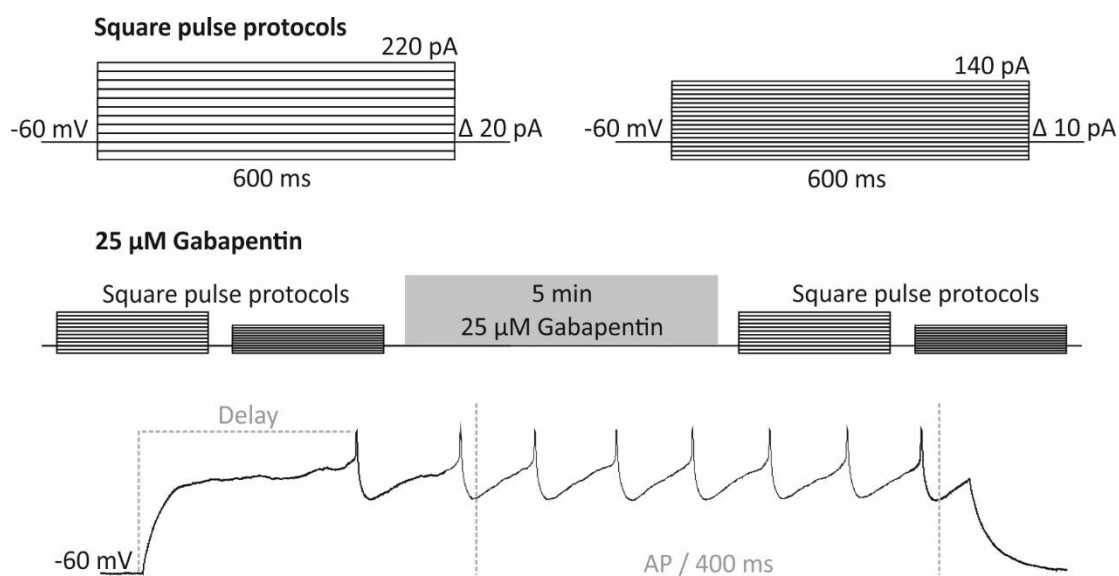 Square pulse protocols
220 pA
140 pA
-60 mV
Δ 20 pA
-60 mV
Δ 10 pA
600 ms
600 ms
25 µM Gabapentin
Square pulse protocols
5 min
25 µM Gabapentin
Square pulse protocols
Delay
-60 mV
AP / 400 ms